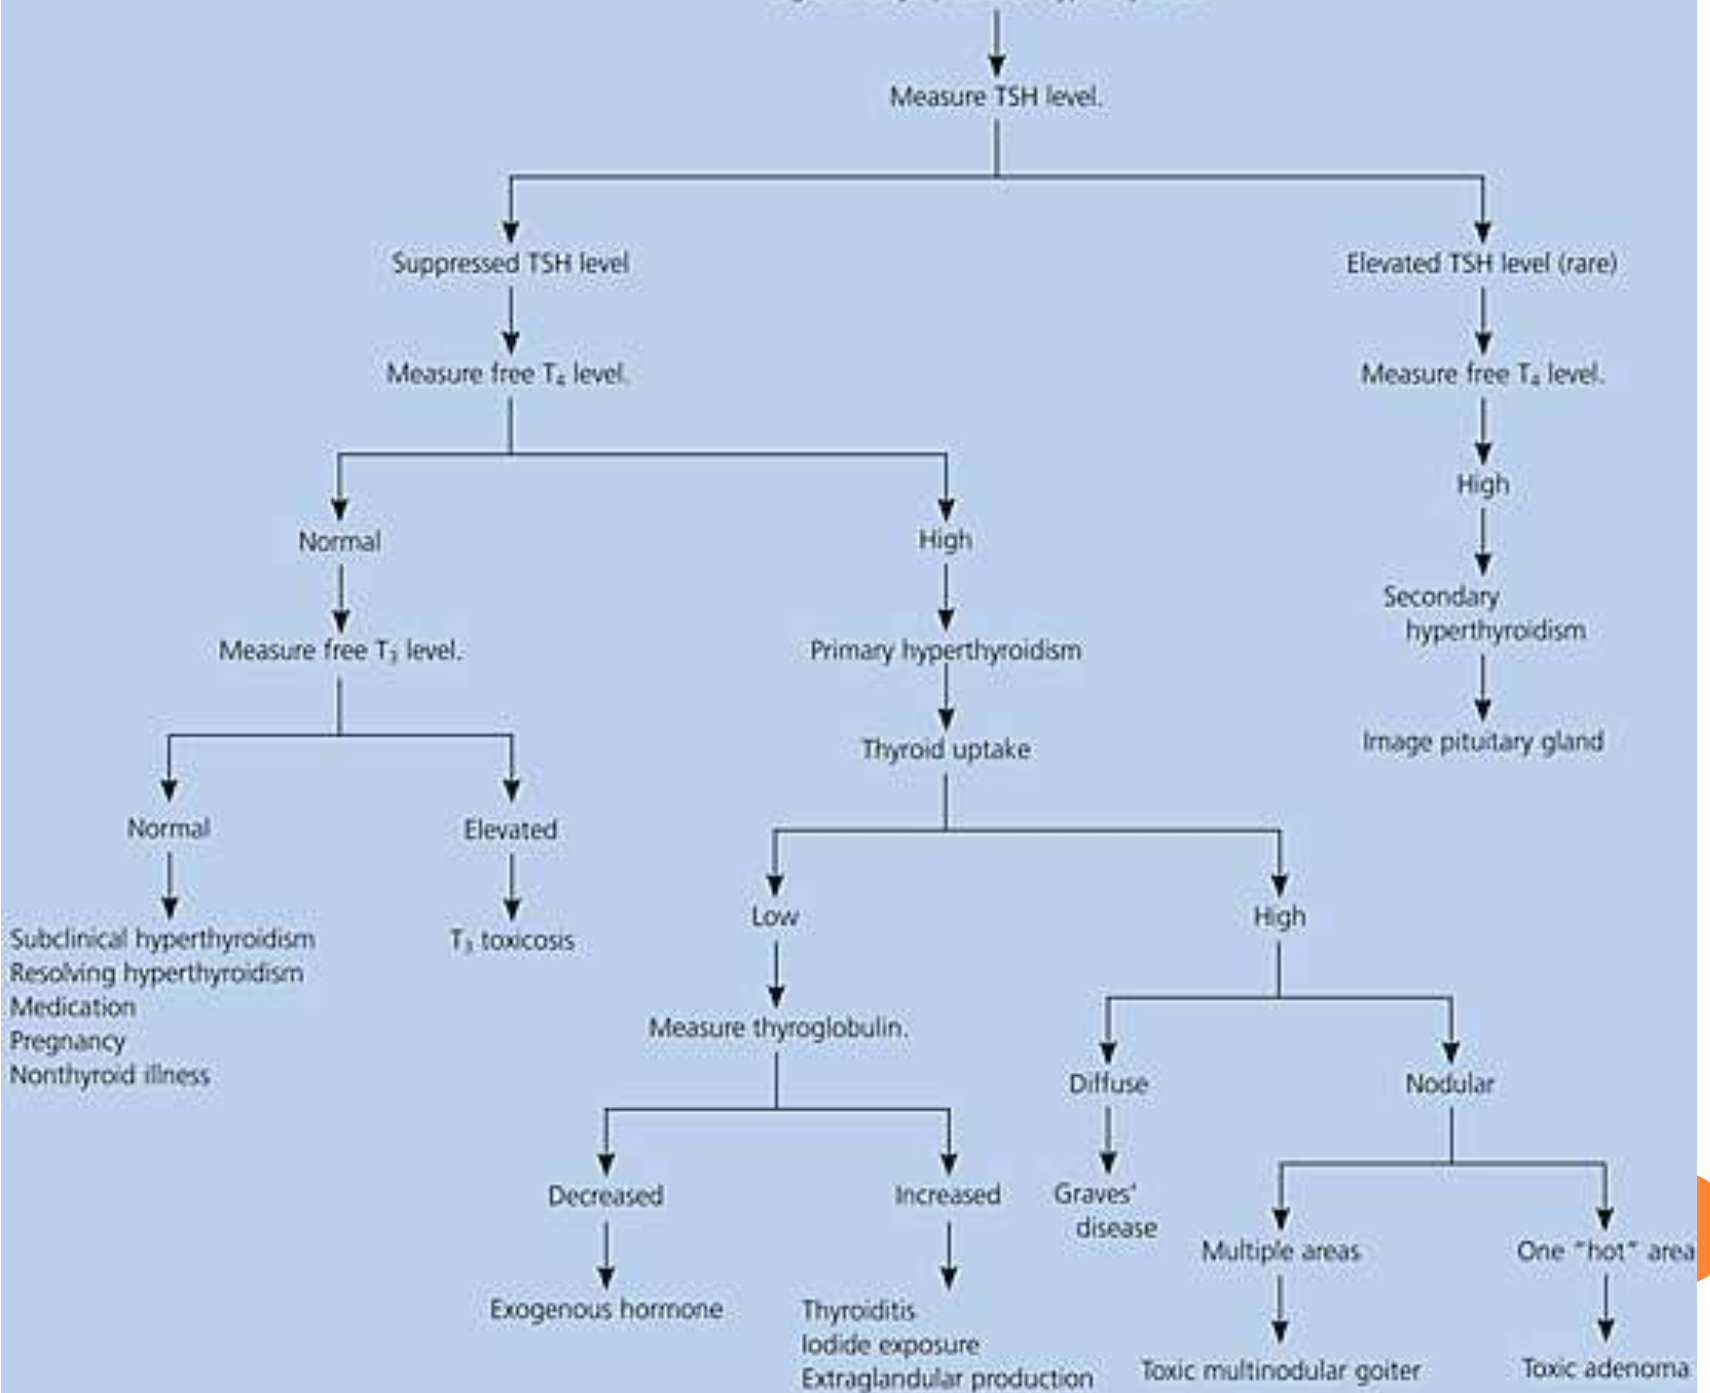 Measure TSH level.
Suppressed TSH level
Elevated TSH level (rare)
Measure free T₄ level.
Measure free T₄ level.
High
Normal
High
Secondary
hyperthyroidism
Measure free T₃ level.
Primary hyperthyroidism
Thyroid uptake
Image pituitary gland
Normal
Elevated
Low
High
Subclinical hyperthyroidism
Resolving hyperthyroidism
Medication
Pregnancy
Nonthyroid illness
T₃ toxicosis
Measure thyroglobulin.
Diffuse
Nodular
Decreased
Increased
Graves'
disease
Multiple areas
One "hot" area
Exogenous hormone
Thyroiditis
Iodide exposure
Extraglandular production
Toxic multinodular goiter
Toxic adenoma